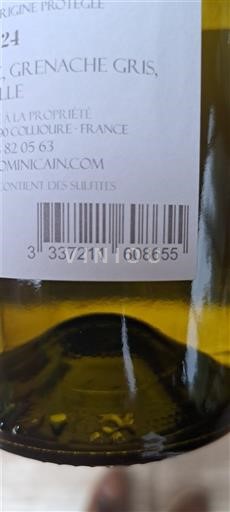 ORIGINE PROTÉGÉE
24
, GRENACHE GRIS,
LLE
À LA PROPRIÉTÉ
90 COLLIOURE - FRANCE
82 05 63
OMINICAIN.COM
CONTIENT DES SULFITES
3 337211 608655